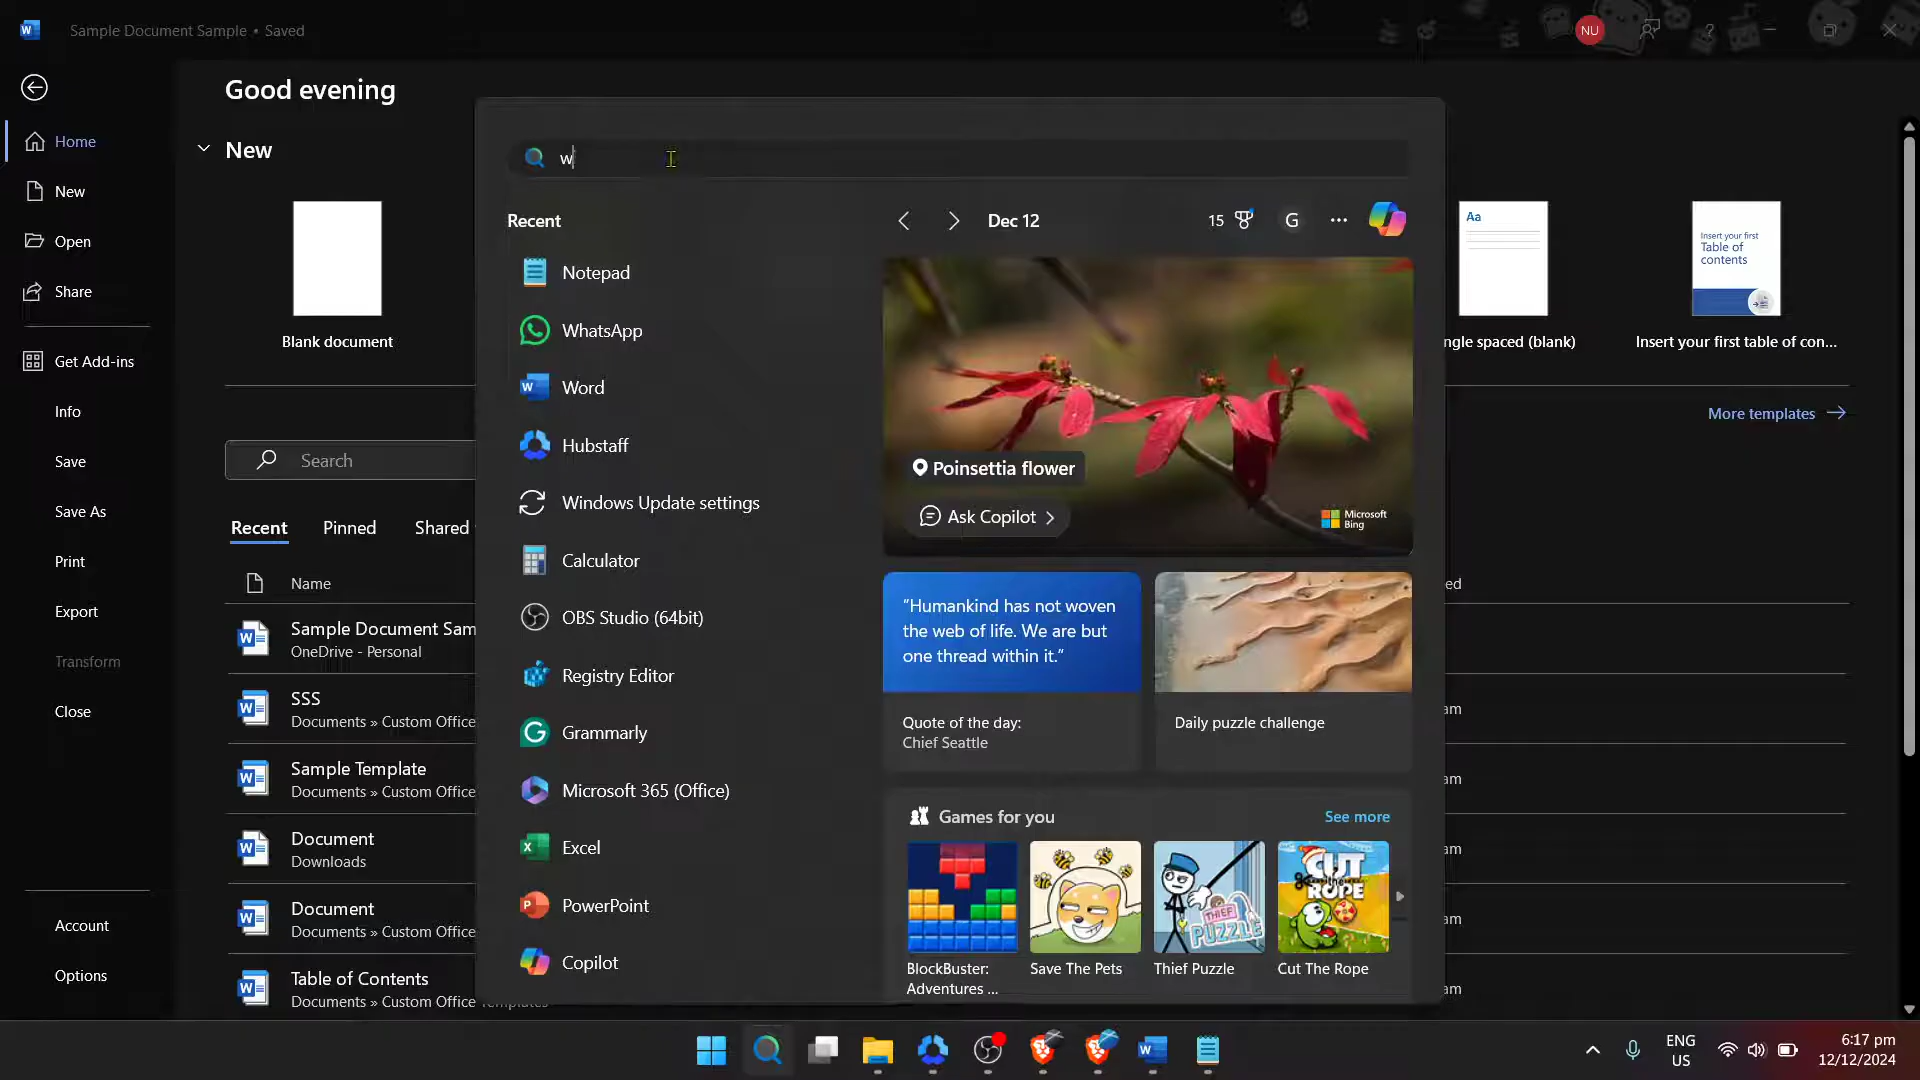 Sample Document Sample • Saved
NU
Good evening
Home
New
Open
Share
Get Add-ins
Info
Save
Save As
Print
Export
Transform
Close
Account
Options
New
Blank document
ngle spaced (blank)
Aa
Insert your first
Table of
contents
Insert your first table of con...
More templates
Search
Recent Pinned Shared
Name
ed
Sample Document Sam
OneDrive - Personal
SSS
Documents » Custom Office
am
Sample Template
Documents » Custom Office
am
Document
Downloads
am
Document
Documents » Custom Office
am
Table of Contents
Documents » Custom Office Templates
am
w
Recent
Notepad
WhatsApp
Word
Hubstaff
Windows Update settings
Calculator
OBS Studio (64bit)
Registry Editor
Grammarly
Microsoft 365 (Office)
Excel
PowerPoint
Copilot
Dec 12
15
G
Poinsettia flower
Ask Copilot
Microsoft
Bing
“Humankind has not woven
the web of life. We are but
one thread within it.”
Quote of the day:
Chief Seattle
Daily puzzle challenge
Games for you
See more
THIEF
PUZZLE
CUT THE
ROPE
BlockBuster:
Adventures ...
Save The Pets
Thief Puzzle
Cut The Rope
ENG
US
6:17 pm
12/12/2024